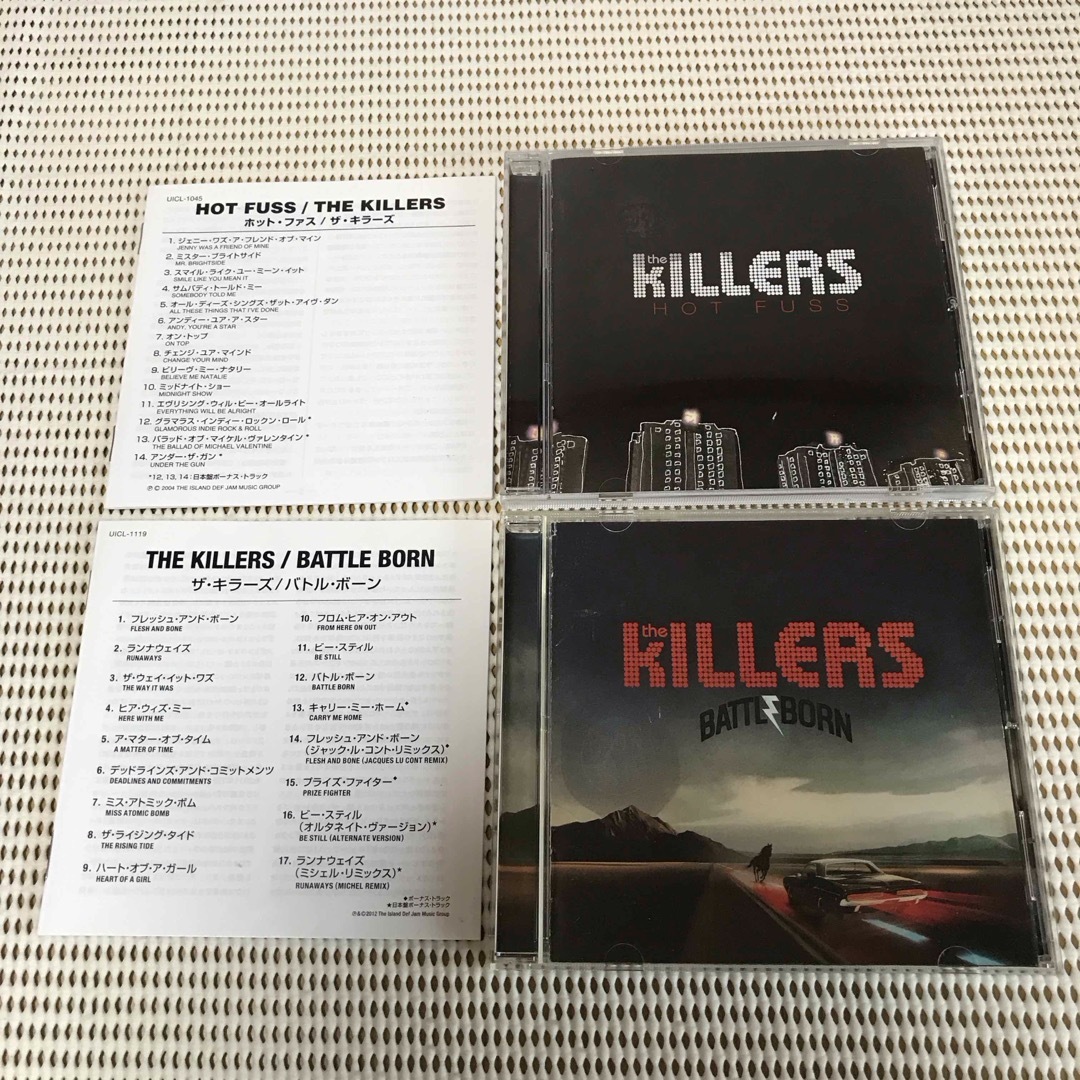 UICL-1045
HOT FUSS / THE KILLERS
ホット・ファス / ザ・キラーズ
1. ジェニー・ワズ・ア・フレンド・オブ・マイン
JENNY WAS A FRIEND OF MINE
2. ミスター・ブライトサイド
MR. BRIGHTSIDE
3. スマイル・ライク・ユー・ミーン・イット
SMILE LIKE YOU MEAN IT
4. サムバディ・トールド・ミー
SOMEBODY TOLD ME
5. オール・ディーズ・シングズ・ザット・アイヴ・ダン
ALL THESE THINGS THAT I'VE DONE
6. アンディー・ユア・ア・スター
ANDY, YOU'RE A STAR
7. オン・トップ
ON TOP
8. チェンジ・ユア・マインド
CHANGE YOUR MIND
9. ビリーヴ・ミー・ナタリー
BELIEVE ME NATALIE
10. ミッドナイト・ショー
MIDNIGHT SHOW
11. エヴリシング・ウィル・ビー・オールライト
EVERYTHING WILL BE ALRIGHT
12. グラマラス・インディー・ロックン・ロール*
GLAMOROUS INDIE ROCK & ROLL
13. バラッド・オブ・マイケル・ヴァレンタイン*
THE BALLAD OF MICHAEL VALENTINE
14. アンダー・ザ・ガン*
UNDER THE GUN
*12, 13, 14:日本盤ボーナス・トラック
℗ © 2004 THE ISLAND DEF JAM MUSIC GROUP
the
KILLERS
HOT FUSS
UICL-1119
THE KILLERS / BATTLE BORN
ザ・キラーズ/バトル・ボーン
1. フレッシュ・アンド・ボーン
FLESH AND BONE
2. ランナウェイズ
RUNAWAYS
3. ザ・ウェイ・イット・ワズ
THE WAY IT WAS
4. ヒア・ウィズ・ミー
HERE WITH ME
5. ア・マター・オブ・タイム
A MATTER OF TIME
6. デッドラインズ・アンド・コミットメンツ
DEADLINES AND COMMITMENTS
7. ミス・アトミック・ボム
MISS ATOMIC BOMB
8. ザ・ライジング・タイド
THE RISING TIDE
9. ハート・オブ・ア・ガール
HEART OF A GIRL
10. フロム・ヒア・オン・アウト
FROM HERE ON OUT
11. ビー・スティル
BE STILL
12. バトル・ボーン
BATTLE BORN
13. キャリー・ミー・ホーム◆
CARRY ME HOME
14. フレッシュ・アンド・ボーン
(ジャック・ル・コント・リミックス)◆
FLESH AND BONE (JACQUES LU CONT REMIX)
15. プライズ・ファイター◆
PRIZE FIGHTER
16. ビー・スティル
(オルタネイト・ヴァージョン)★
BE STILL (ALTERNATE VERSION)
17. ランナウェイズ
(ミシェル・リミックス)★
RUNAWAYS (MICHEL REMIX)
◆ボーナス・トラック
★日本盤ボーナス・トラック
℗&©2012 The Island Def Jam Music Group
the
KILLERS
BATTLE BORN